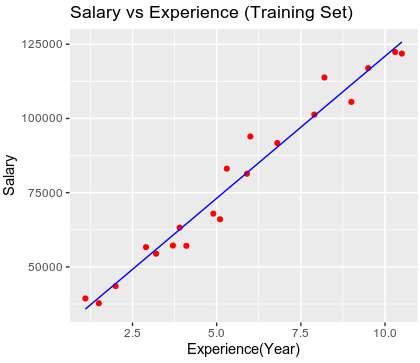 Salary vs Experience (Training Set)
125000
100000
75000
50000
Salary
2.5 5.0 7.5 10.0
Experience(Year)